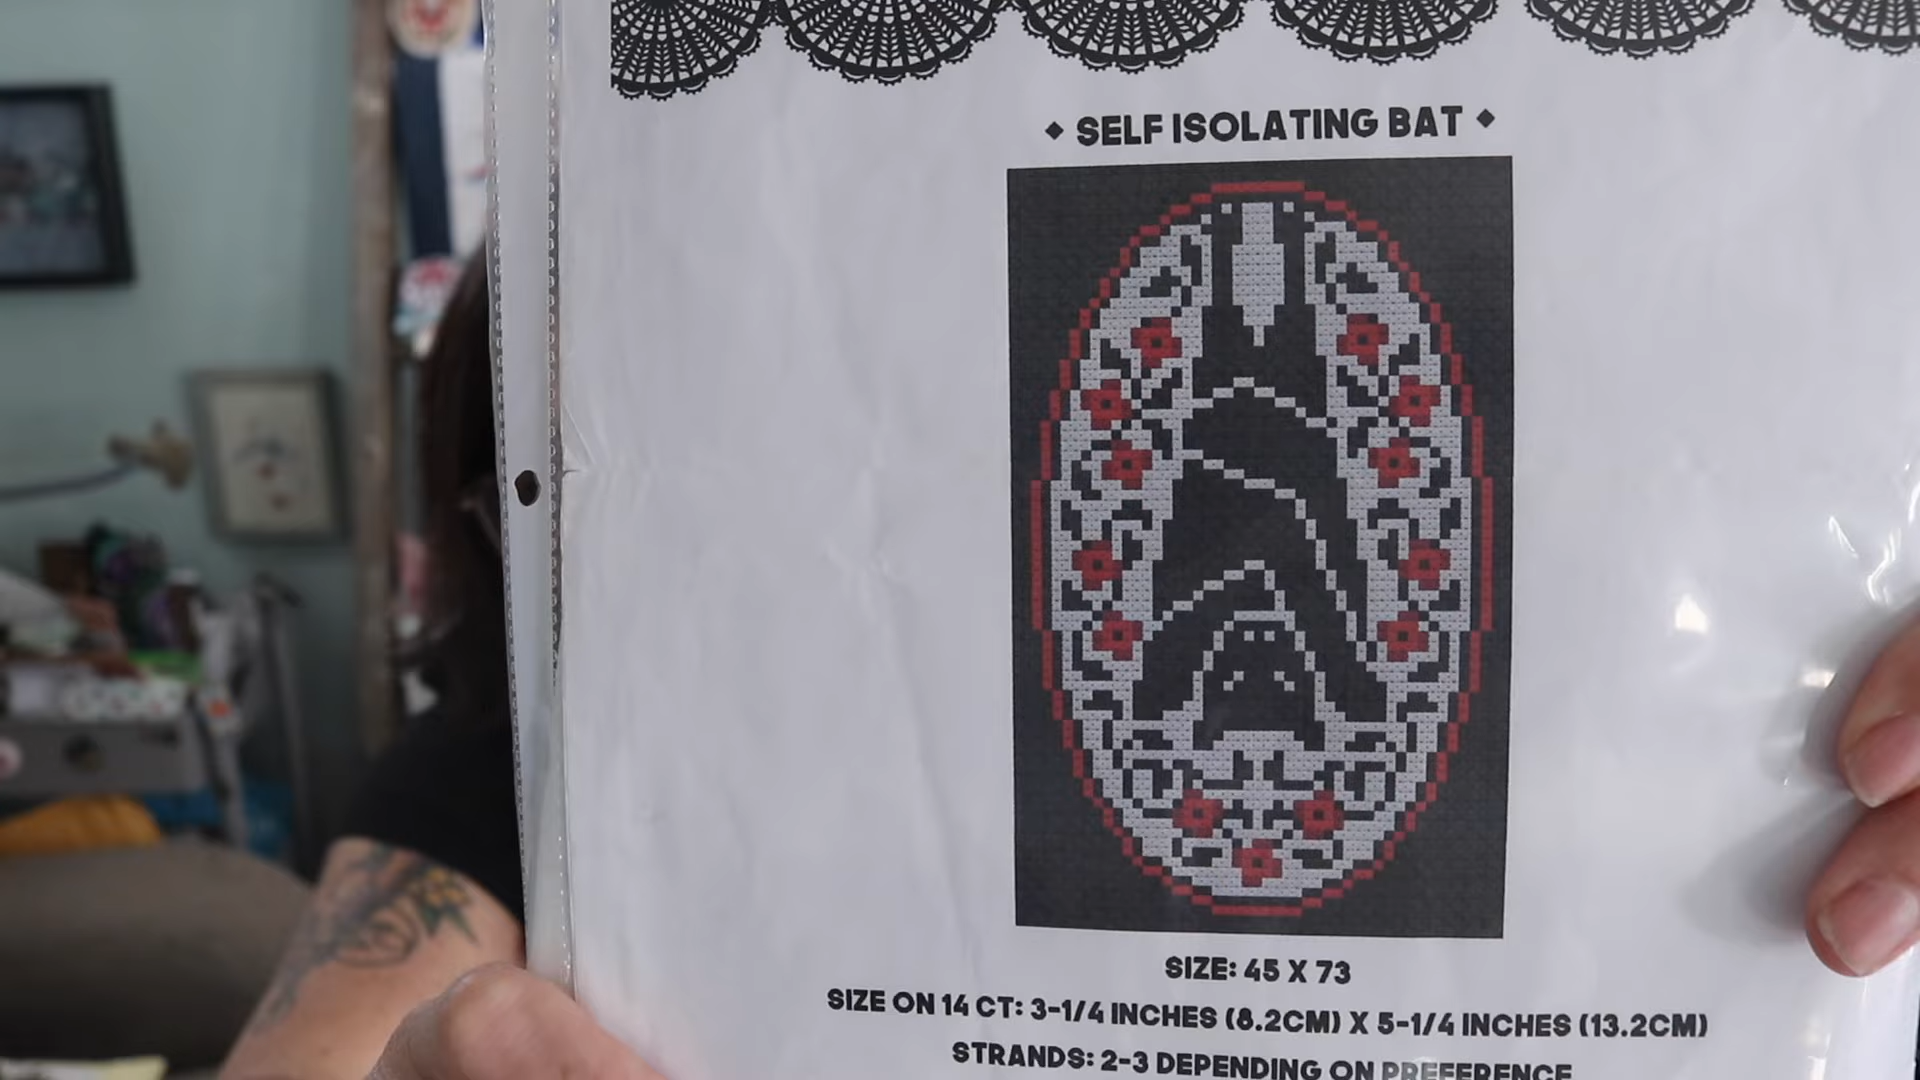 ◆ SELF ISOLATING BAT ◆
SIZE: 45 X 73
SIZE ON 14 CT: 3-1/4 INCHES (8.2CM) X 5-1/4 INCHES (13.2CM)
STRANDS: 2-3 DEPENDING ON PREFERENCE